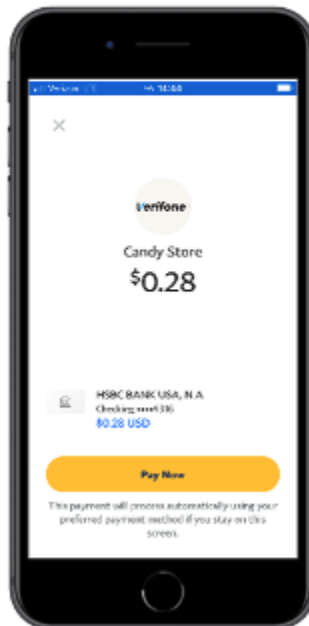 Verizon
Verifone
Candy Store
$0.28
HSBC BANK USA, N.A
Checking
$0.28 USD
Pay Now
This payment will process automatically using your
preferred payment method if you stay on this
screen.